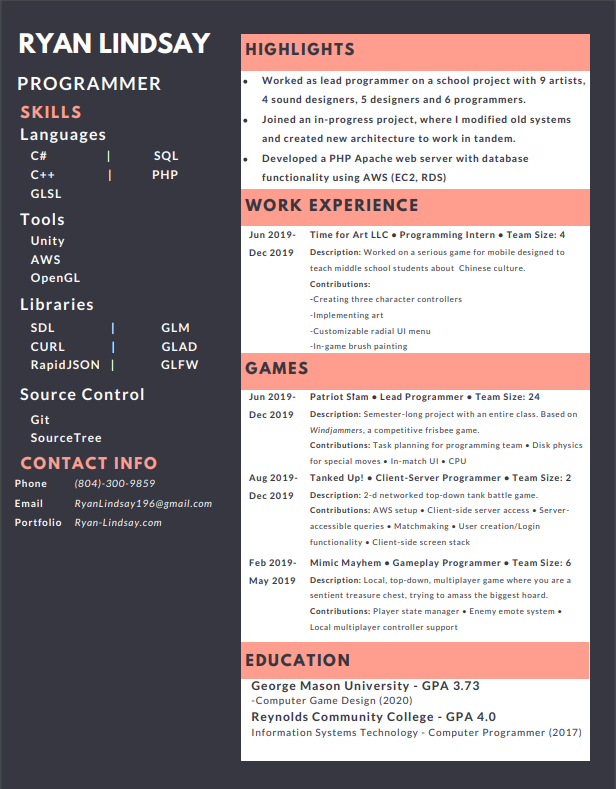 RYAN LINDSAY
PROGRAMMER
SKILLS
Languages
C# | SQL
C++ | PHP
GLSL
Tools
Unity
AWS
OpenGL
Libraries
SDL | GLM
CURL | GLAD
RapidJSON | GLFW
Source Control
Git
SourceTree
CONTACT INFO
Phone (804)-300-9859
Email RyanLindsay196@gmail.com
Portfolio Ryan-Lindsay.com
HIGHLIGHTS
• Worked as lead programmer on a school project with 9 artists,
4 sound designers, 5 designers and 6 programmers.
• Joined an in-progress project, where I modified old systems
and created new architecture to work in tandem.
• Developed a PHP Apache web server with database
functionality using AWS (EC2, RDS)
WORK EXPERIENCE
Jun 2019- Time for Art LLC • Programming Intern • Team Size: 4
Dec 2019 Description: Worked on a serious game for mobile designed to
teach middle school students about Chinese culture.
Contributions:
-Creating three character controllers
-Implementing art
-Customizable radial UI menu
-In-game brush painting
GAMES
Jun 2019- Patriot Slam • Lead Programmer • Team Size: 24
Dec 2019 Description: Semester-long project with an entire class. Based on
Windjammers, a competitive frisbee game.
Contributions: Task planning for programming team • Disk physics
for special moves • In-match UI • CPU
Aug 2019- Tanked Up! • Client-Server Programmer • Team Size: 2
Dec 2019 Description: 2-d networked top-down tank battle game.
Contributions: AWS setup • Client-side server access • Server-
accessible queries • Matchmaking • User creation/Login
functionality • Client-side screen stack
Feb 2019- Mimic Mayhem • Gameplay Programmer • Team Size: 6
May 2019 Description: Local, top-down, multiplayer game where you are a
sentient treasure chest, trying to amass the biggest hoard.
Contributions: Player state manager • Enemy emote system •
Local multiplayer controller support
EDUCATION
George Mason University - GPA 3.73
-Computer Game Design (2020)
Reynolds Community College - GPA 4.0
Information Systems Technology - Computer Programmer (2017)